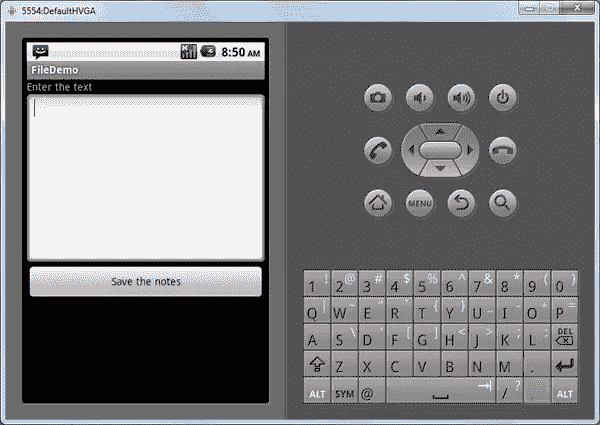 5554:DefaultHVGA
8:50 AM
FileDemo
Enter the text
Save the notes
MENU
1 ! 2 @ 3 # 4 $ 5 % 6 ^ 7 & 8 * 9 ( 0 )
Q | W ~ E " R ` T { Y } U _ I - O + P =
A S \ D ' F [ G ] H < J > K ; L : DEL
Z X C V B N M .
ALT SYM @ / ? , ALT